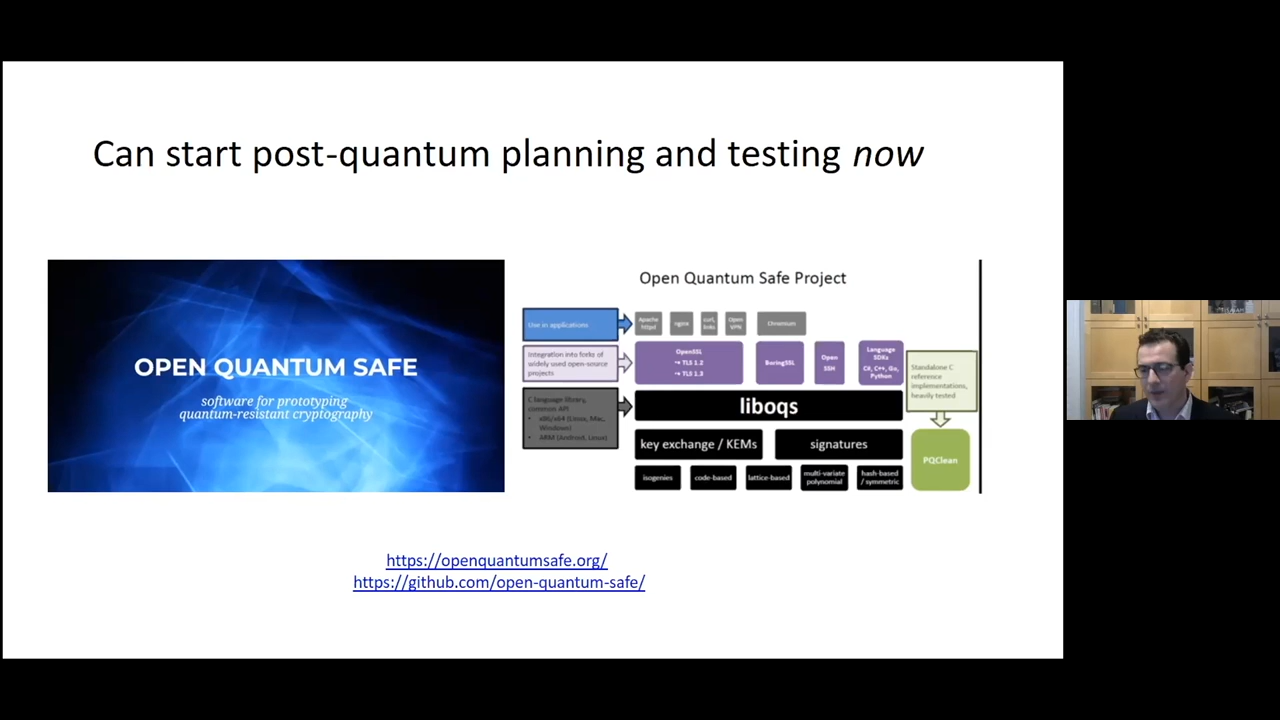 Can start post-quantum planning and testing now
OPEN QUANTUM SAFE
software for prototyping
quantum-resistant cryptography
Open Quantum Safe Project
Use in applications
Apache
httpd
nginx
curl,
links
Open
VPN
Chromium
Integration into forks of
widely used open-source
projects
OpenSSL
↪ TLS 1.2
↪ TLS 1.3
BoringSSL
Open
SSH
Language
SDKs
C#, C++, Go,
Python
Standalone C
reference
implementations,
heavily tested
C language library,
common API
• x86/x64 (Linux, Mac,
Windows)
• ARM (Android, Linux)
liboqs
key exchange / KEMs
signatures
PQClean
isogenies
code-based
lattice-based
multi-variate
polynomial
hash-based
/ symmetric
https://openquantumsafe.org/
https://github.com/open-quantum-safe/